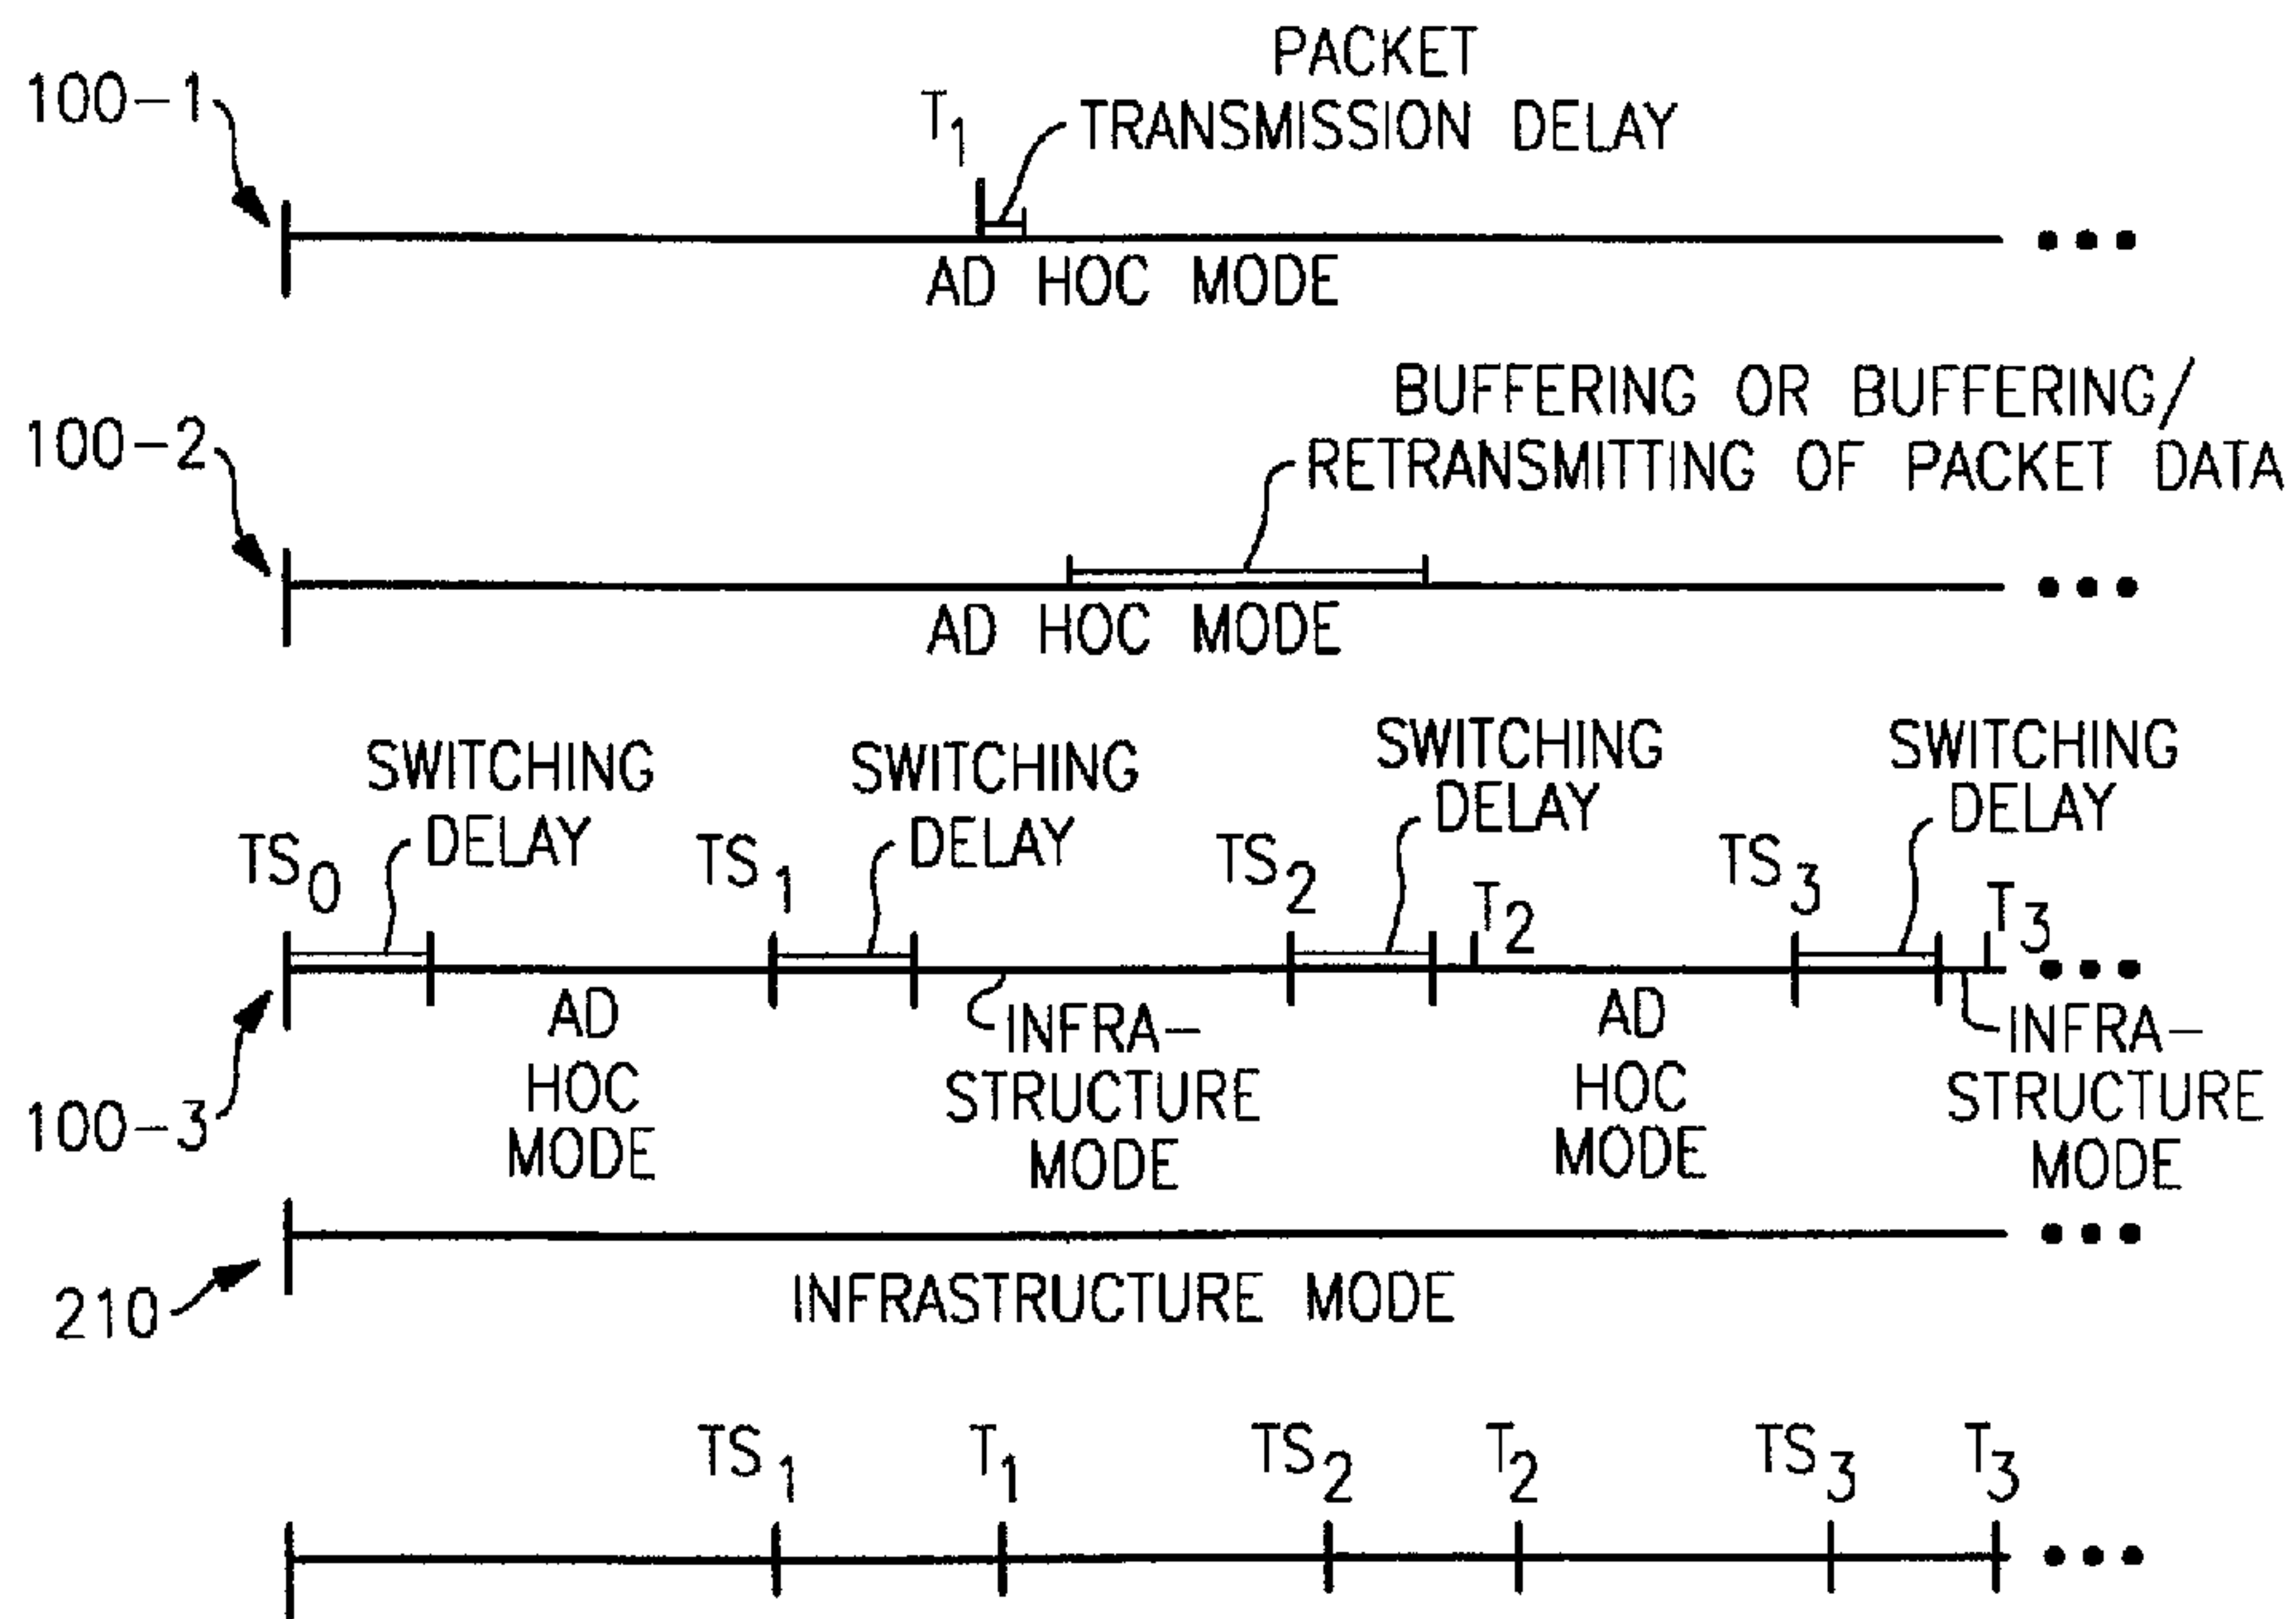 PACKET
100-1
T1
TRANSMISSION DELAY
AD HOC MODE
BUFFERING OR BUFFERING/
100-2
RETRANSMITTING OF PACKET DATA
AD HOC MODE
SWITCHING
DELAY
SWITCHING
DELAY
SWITCHING
DELAY
SWITCHING
DELAY
TS0
TS1
TS2
T2
TS3
T3
100-3
AD
HOC
MODE
INFRA-
STRUCTURE
MODE
AD
HOC
MODE
INFRA-
STRUCTURE
MODE
210
INFRASTRUCTURE MODE
TS1 T1 TS2 T2 TS3 T3